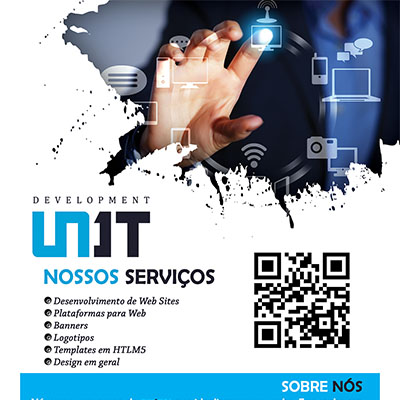 DEVELOPMENT
UNIT
NOSSOS SERVIÇOS
Desenvolvimento de Web Sites
Plataformas para Web
Banners
Logotipos
Templates em HTLM5
Design em geral
SOBRE NÓS